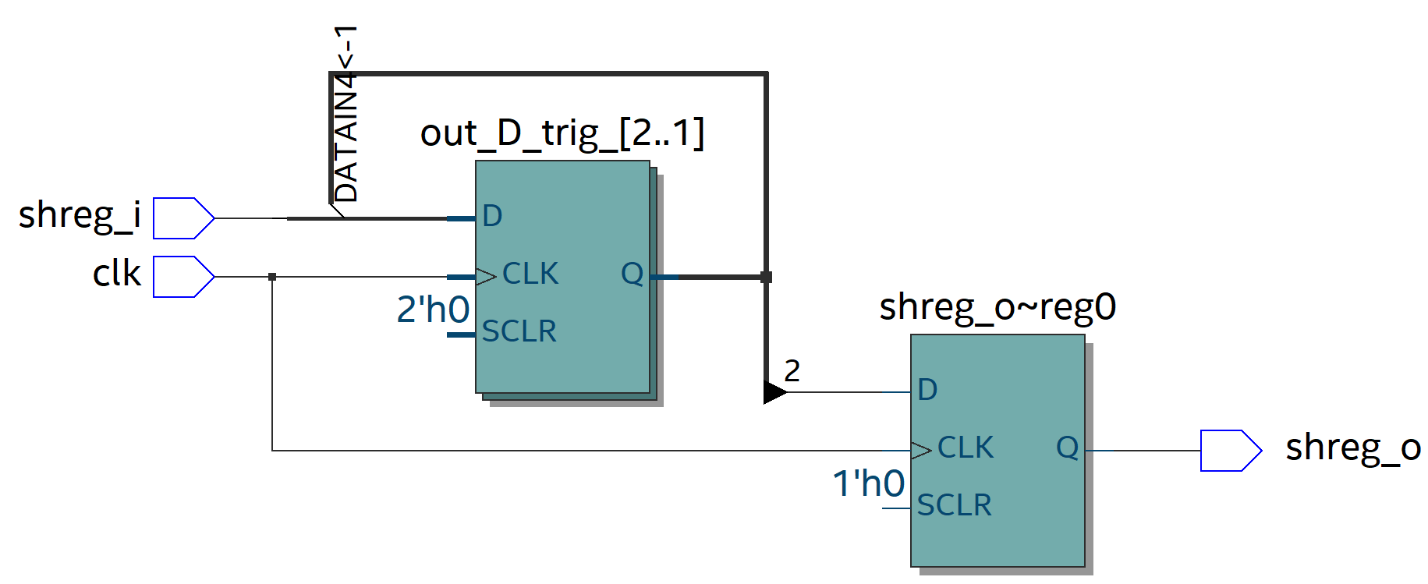 DATAIN4<-1
out_D_trig_[2..1]
shreg_i
D
clk
CLK
Q
2'h0
SCLR
shreg_o~reg0
2
D
CLK
Q
shreg_o
1'h0
SCLR